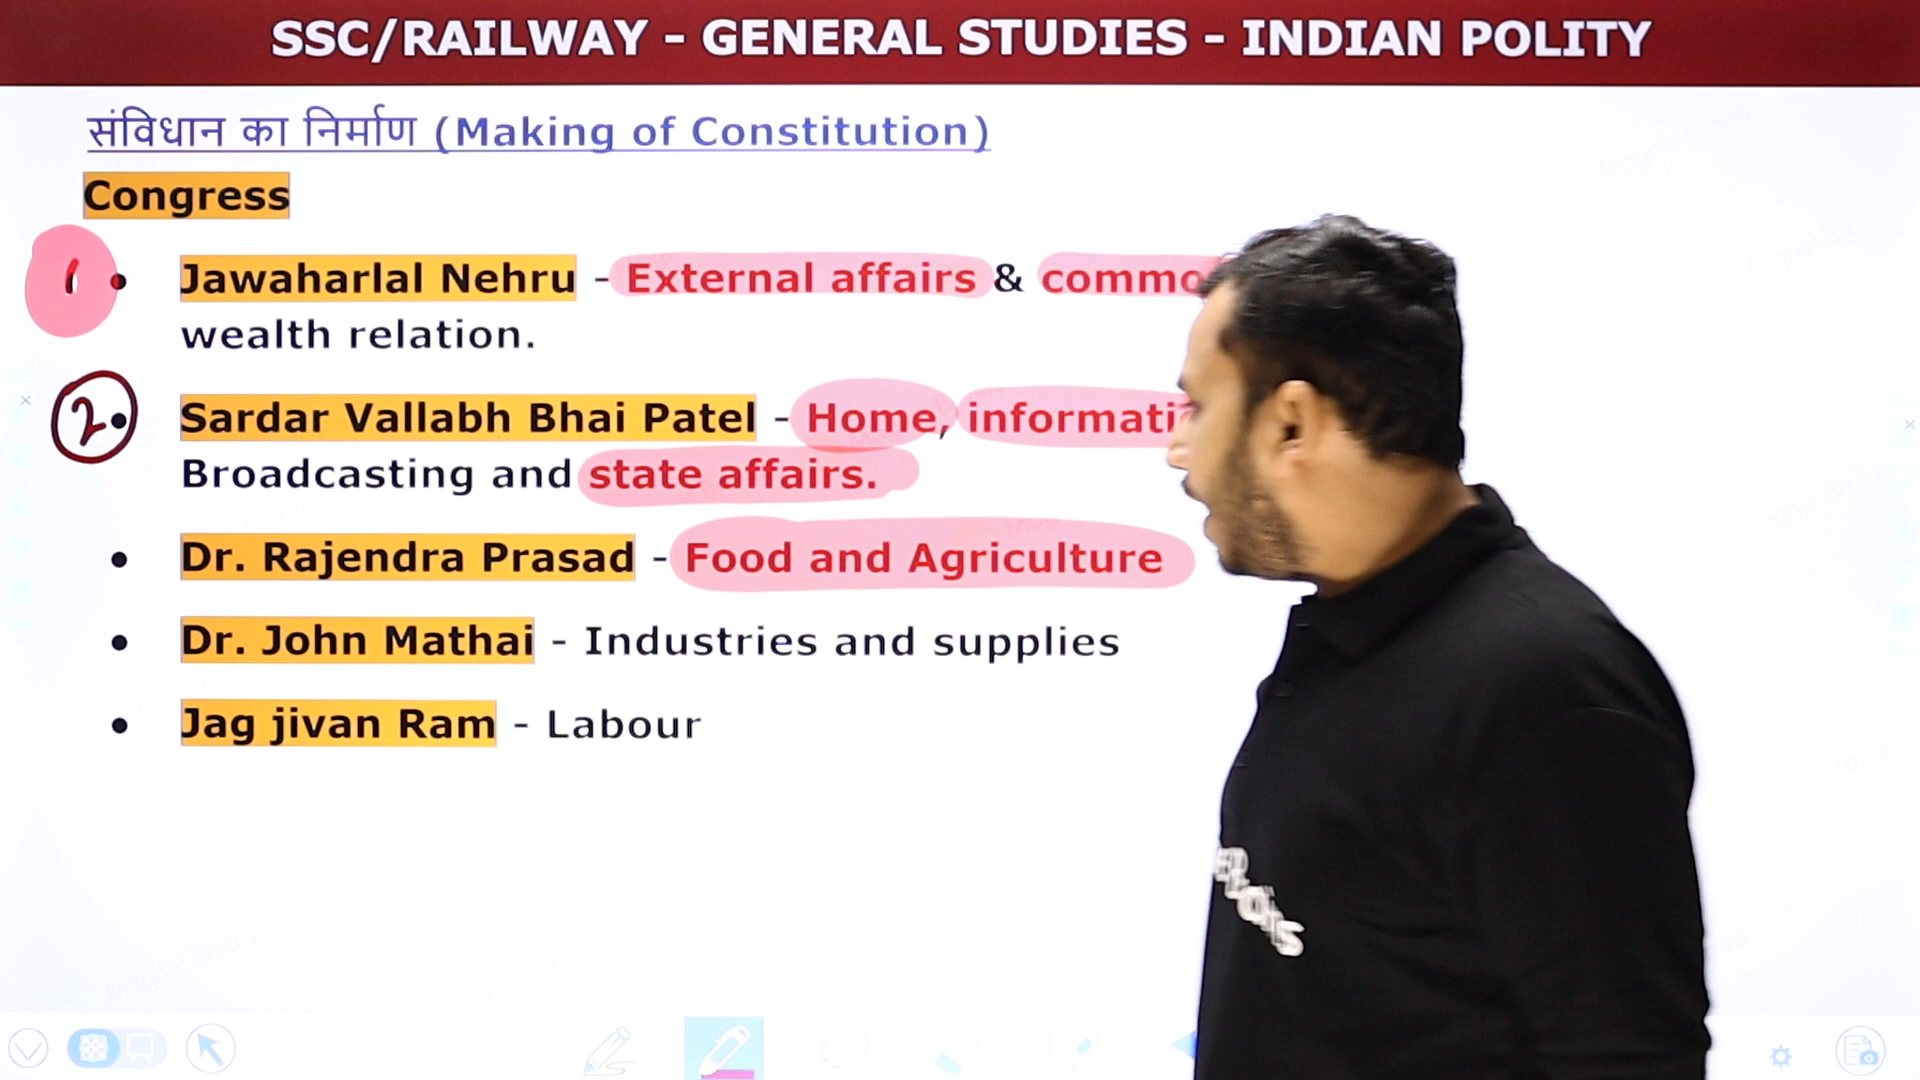 SSC/RAILWAY - GENERAL STUDIES - INDIAN POLITY
संविधान का निर्माण (Making of Constitution)
Congress
1 • Jawaharlal Nehru - External affairs &
wealth relation.
2 • Sardar Vallabh Bhai Patel - Home,
Broadcasting and state affairs.
• Dr. Rajendra Prasad - Food and Agriculture
• Dr. John Mathai - Industries and supplies
• Jag jivan Ram - Labour